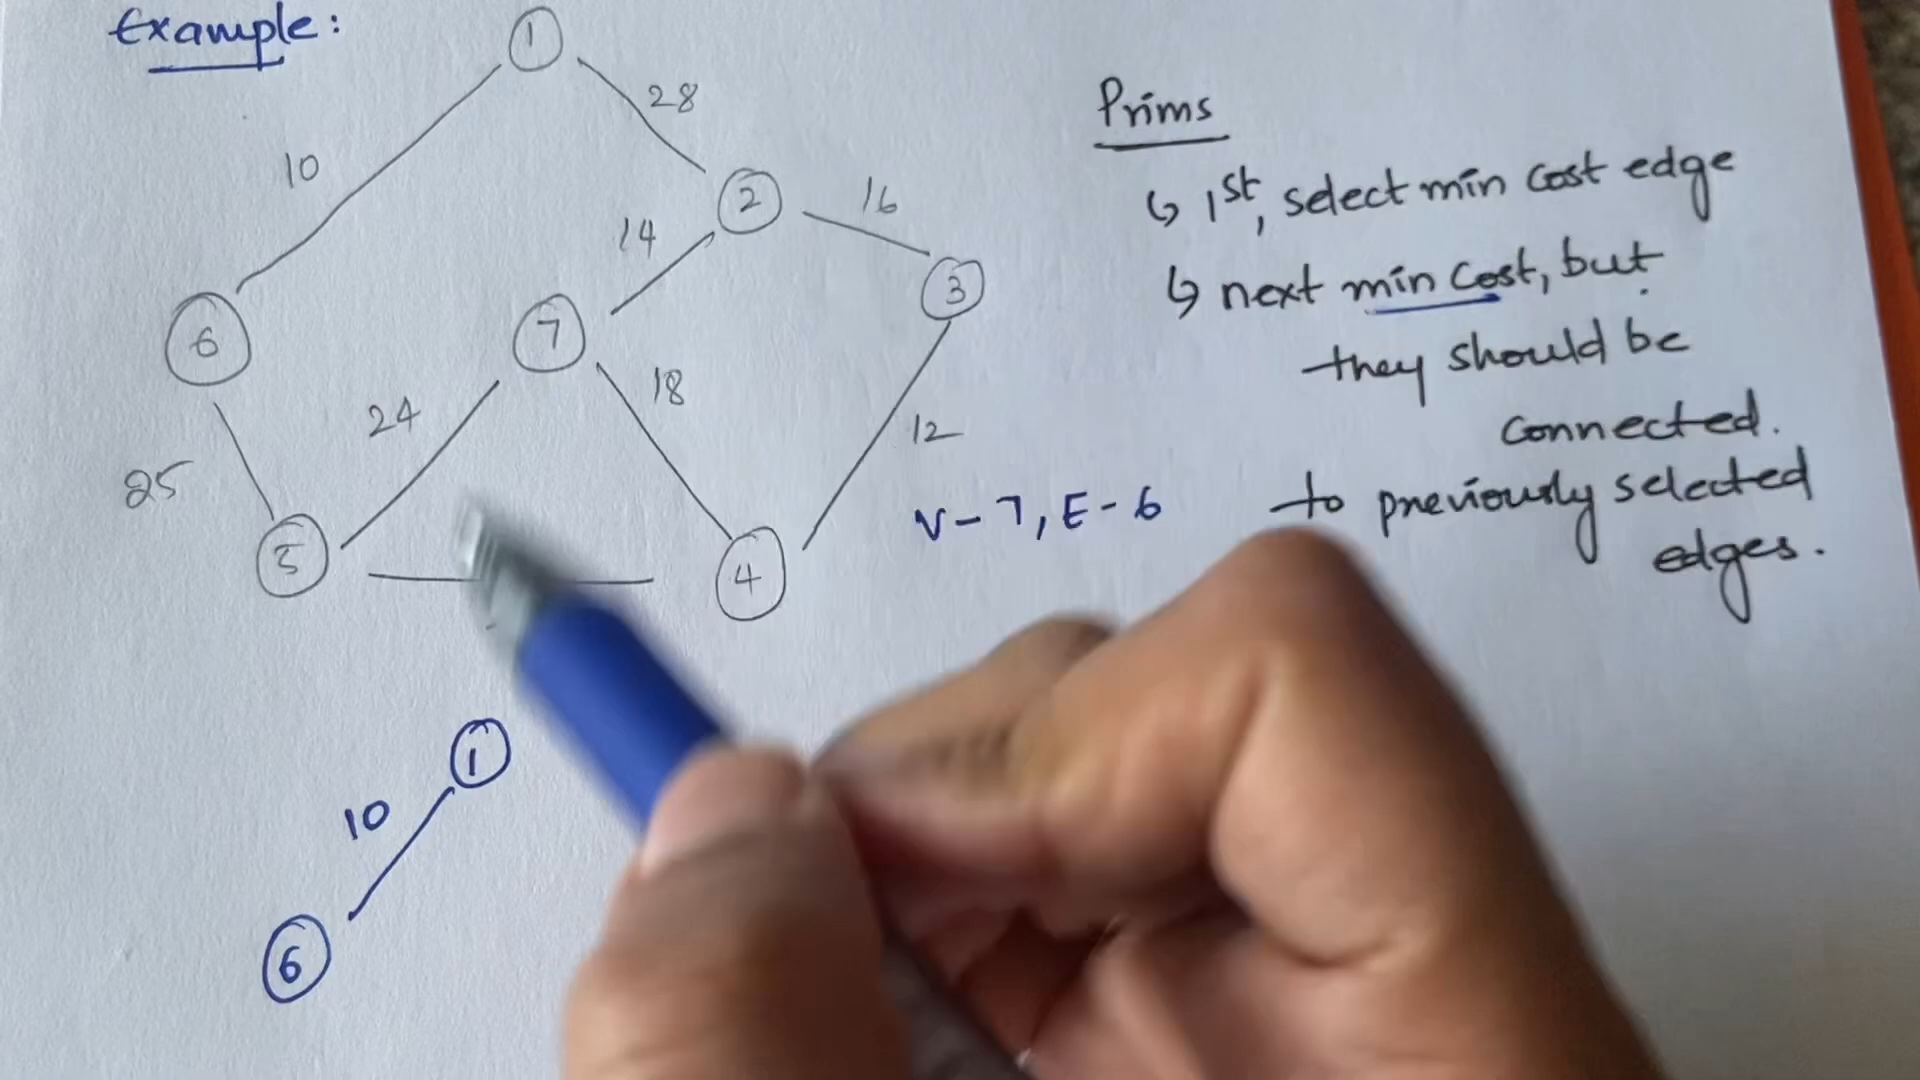 Example:
1
28
10
2
16
14
3
6
7
18
24
12
25
5
4
V-7, E-6
Prims
↳ 1st, select min cost edge
↳ next min cost, but
they should be
connected.
to previously selected
edges.
1
10
6